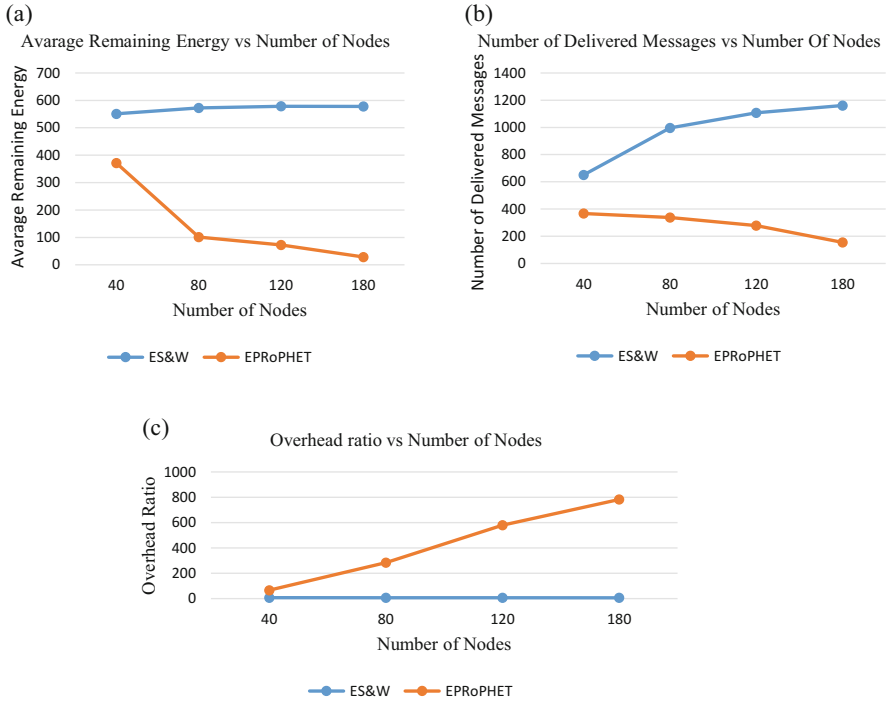 (a)
Avarage Remaining Energy vs Number of Nodes
Avarage Remaining Energy
700
600
500
400
300
200
100
0
40 80 120 180
Number of Nodes
ES&W EPRoPHET
(b)
Number of Delivered Messages vs Number Of Nodes
Number of Delivered Messages
1400
1200
1000
800
600
400
200
0
40 80 120 180
Number of Nodes
ES&W EPRoPHET
(c)
Overhead ratio vs Number of Nodes
Overhead Ratio
1000
800
600
400
200
0
40 80 120 180
Number of Nodes
ES&W EPRoPHET